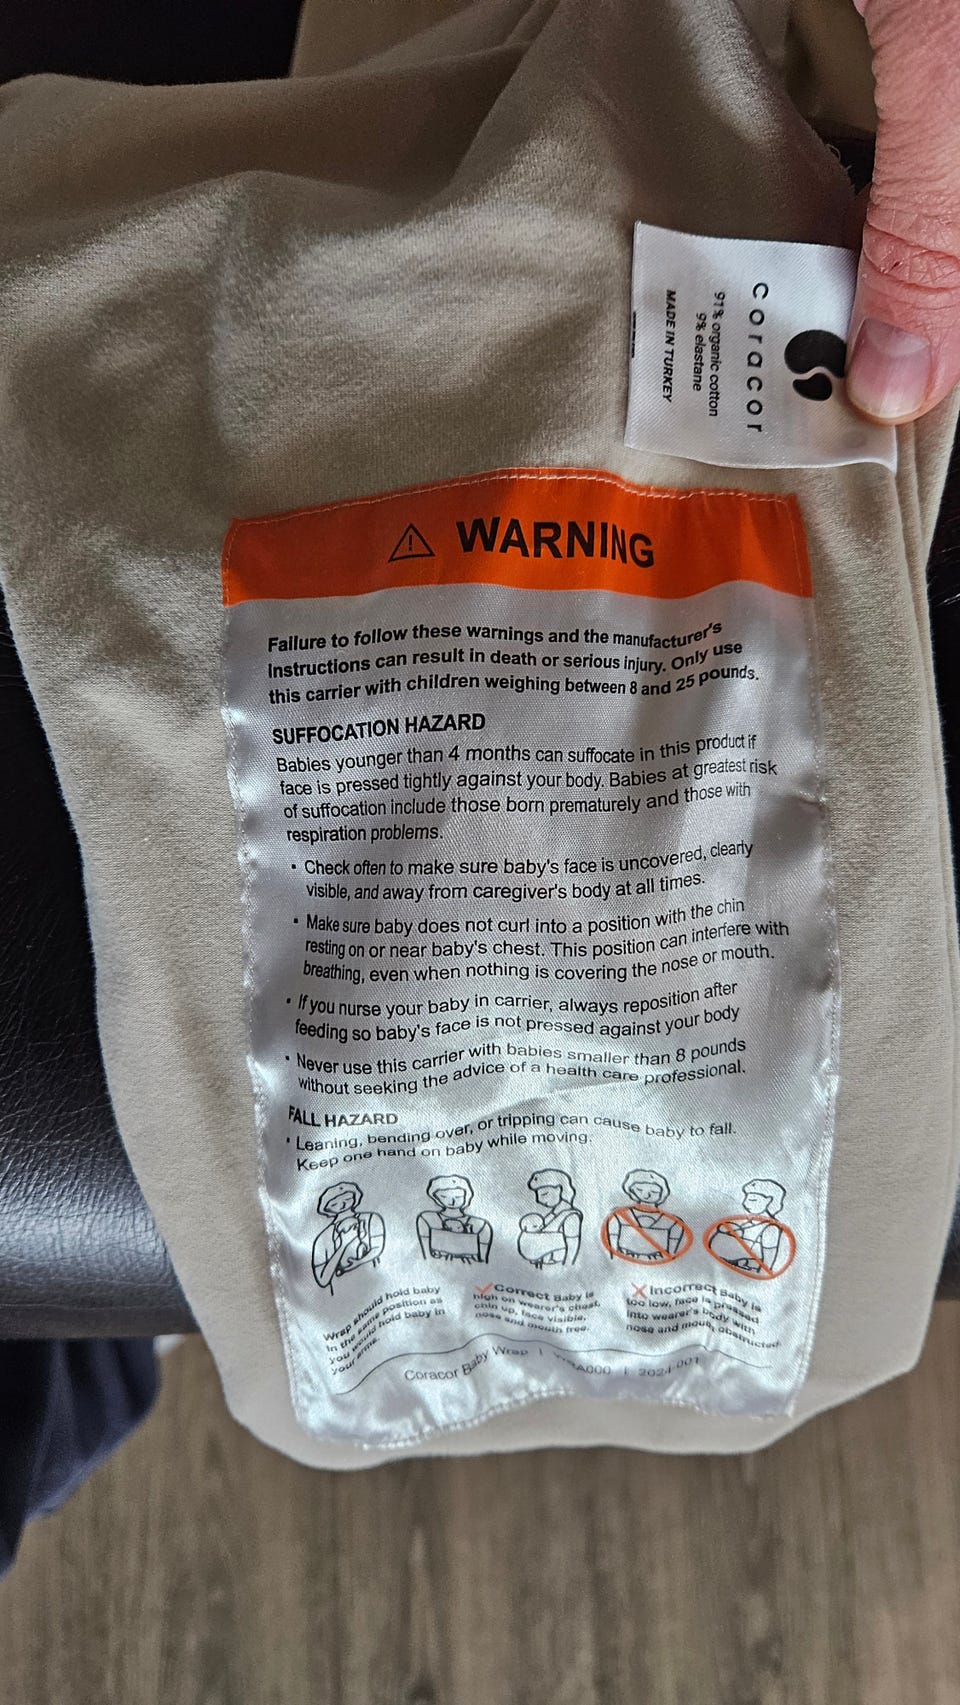 coracor
91% organic cotton
9% elastane
MADE IN TURKEY
WARNING
Failure to follow these warnings and the manufacturer's
Instructions can result in death or serious injury. Only use
this carrier with children weighing between 8 and 25 pounds.
SUFFOCATION HAZARD
Babies younger than 4 months can suffocate in this product if
face is pressed tightly against your body. Babies at greatest risk
of suffocation include those born prematurely and those with
respiration problems.
• Check often to make sure baby's face is uncovered, clearly
visible, and away from caregiver's body at all times.
• Make sure baby does not curl into a position with the chin
resting on or near baby's chest. This position can interfere with
breathing, even when nothing is covering the nose or mouth.
• If you nurse your baby in carrier, always reposition after
feeding so baby's face is not pressed against your body
• Never use this carrier with babies smaller than 8 pounds
without seeking the advice of a health care professional.
FALL HAZARD
• Leaning, bending over, or tripping can cause baby to fall.
Keep one hand on baby while moving.
Wrap should hold baby
in the same position as
you would hold baby in
your arms.
Correct Baby is
high on wearer's chest,
chin up, face visible,
nose and mouth free.
Incorrect Baby is
too low, face is pressed
into wearer's body with
nose and mouth obstructed.
Coracor Baby Wrap | 2024-001